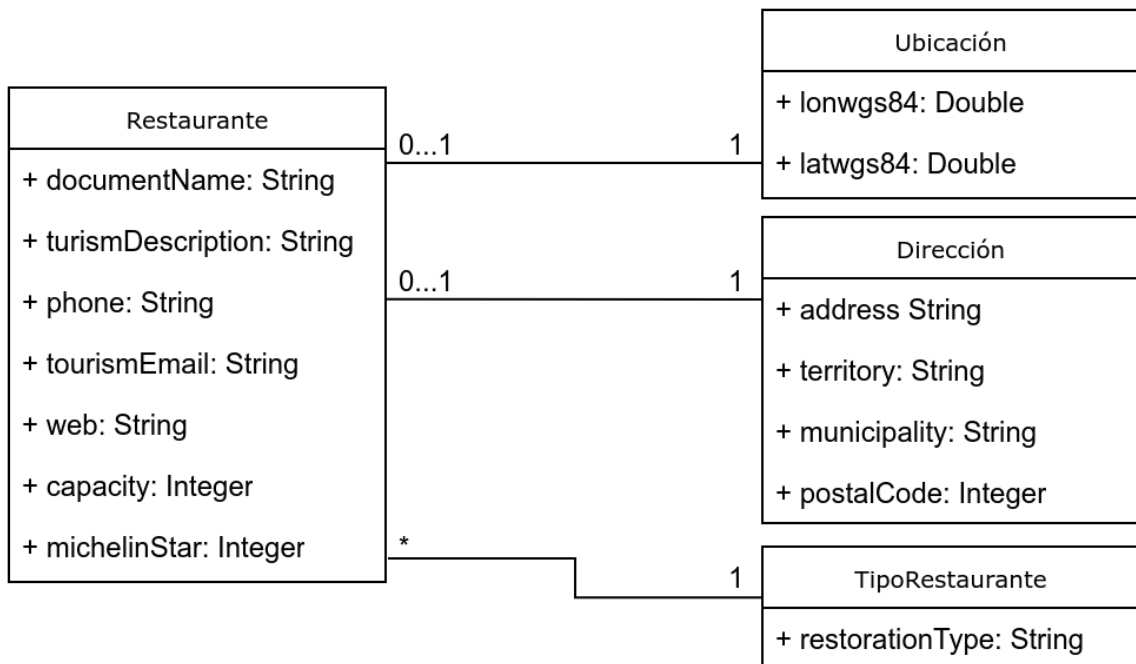 Restaurante
+ documentName: String
+ turismDescription: String
+ phone: String
+ tourismEmail: String
+ web: String
+ capacity: Integer
+ michelinStar: Integer
0...1
1
0...1
1
*
1
Ubicación
+ lonwgs84: Double
+ latwgs84: Double
Dirección
+ address String
+ territory: String
+ municipality: String
+ postalCode: Integer
TipoRestaurante
+ restorationType: String